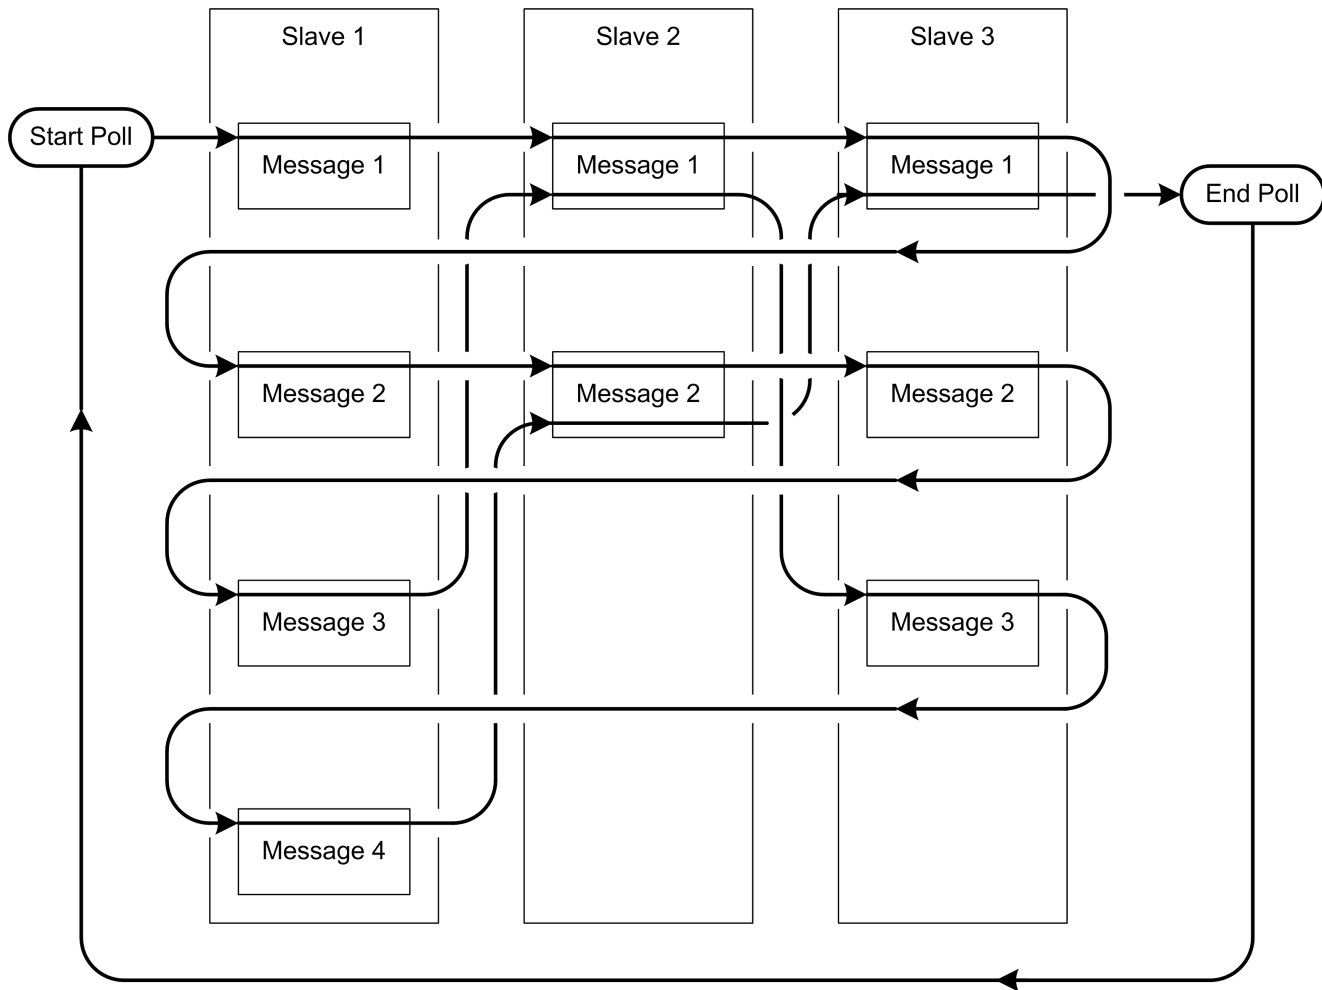 Slave 1
Slave 2
Slave 3
Start Poll
Message 1
Message 1
Message 1
End Poll
Message 2
Message 2
Message 2
Message 3
Message 3
Message 4